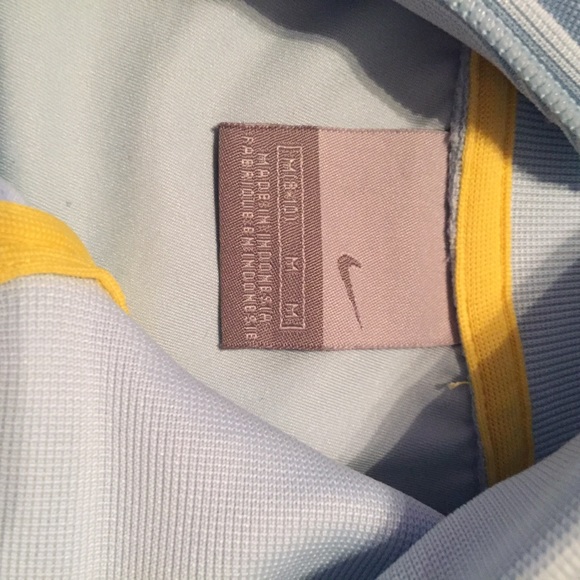 M(8-10) M M
MADE IN INDONESIA
FABRIQUE EN INDONESIE